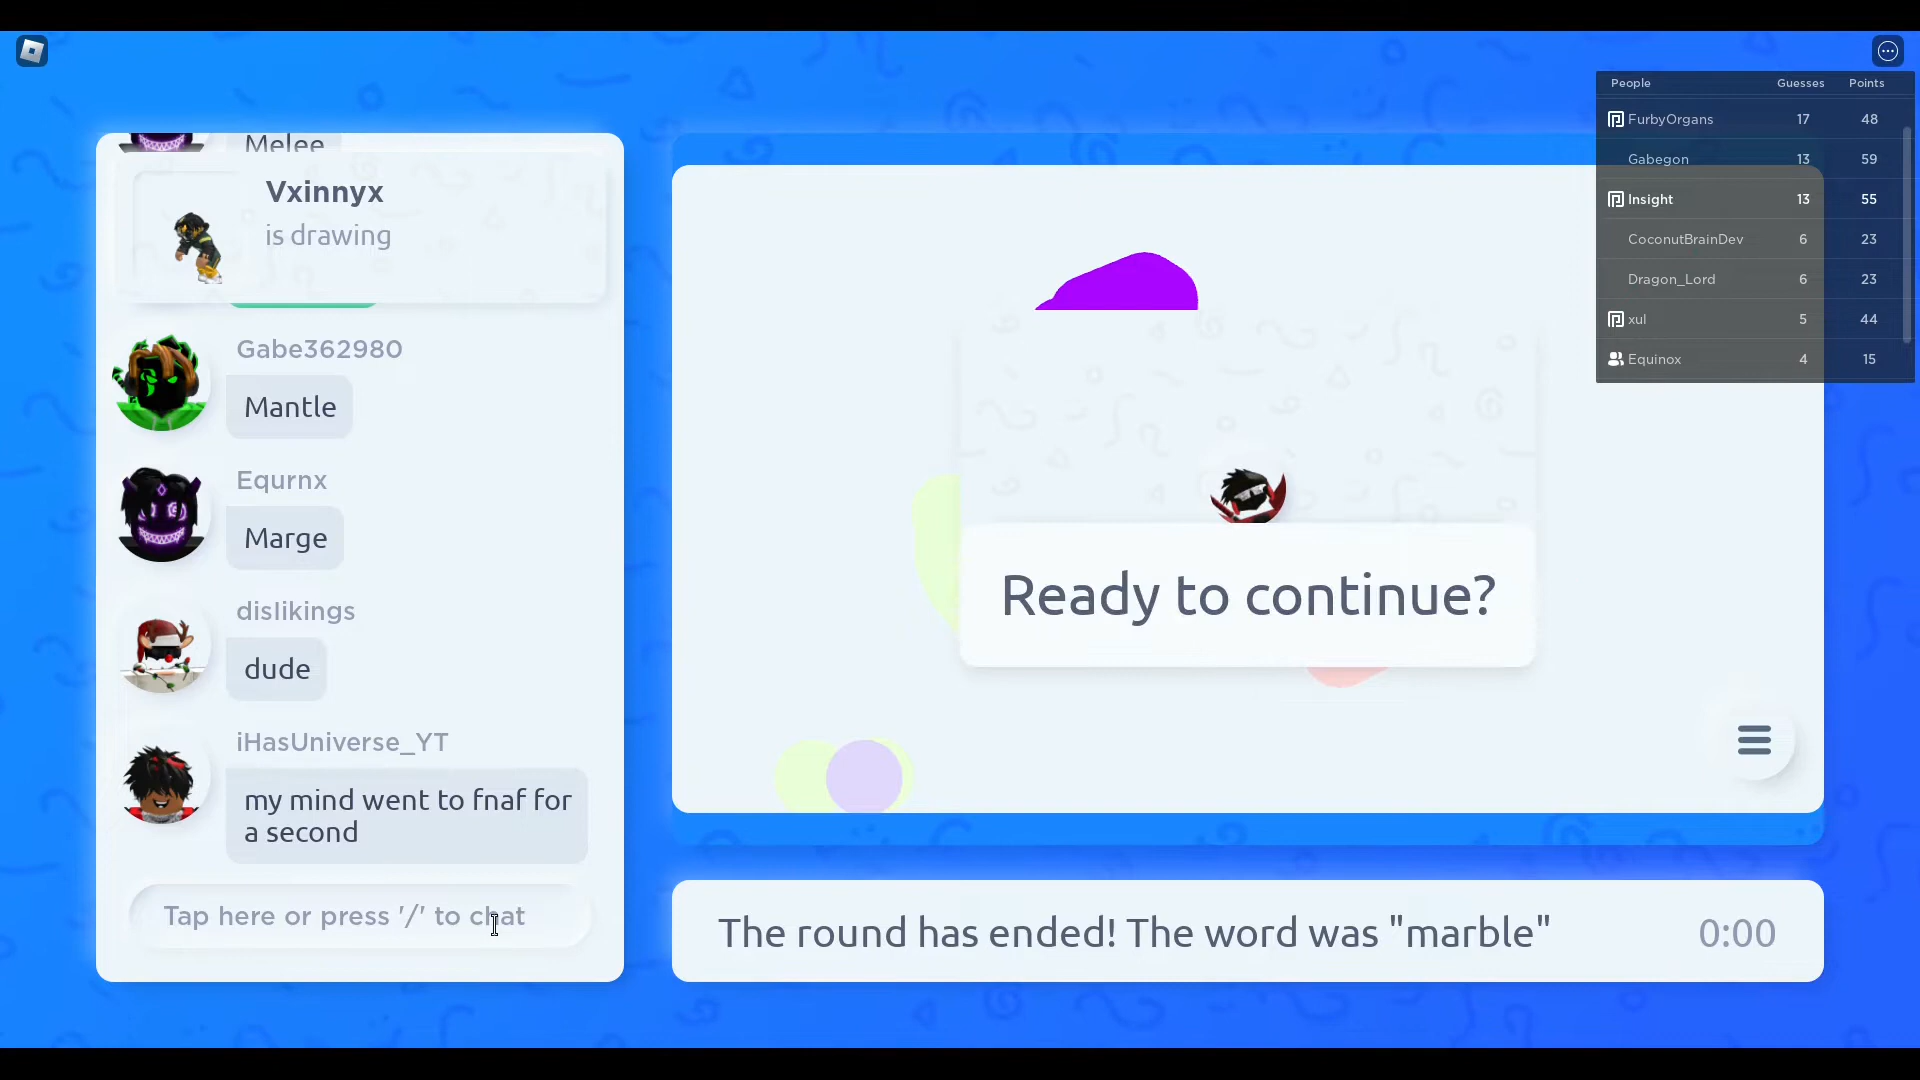 People Guesses Points
FurbyOrgans 17 48
Gabegon 13 59
Insight 13 55
CoconutBrainDev 6 23
Dragon_Lord 6 23
xul 5 44
Equinox 4 15
Melee
Vxinnyx
is drawing
Gabe362980
Mantle
Equrnx
Marge
dislikings
dude
iHasUniverse_YT
my mind went to fnaf for
a second
Tap here or press '/' to chat
Ready to continue?
The round has ended! The word was "marble" 0:00